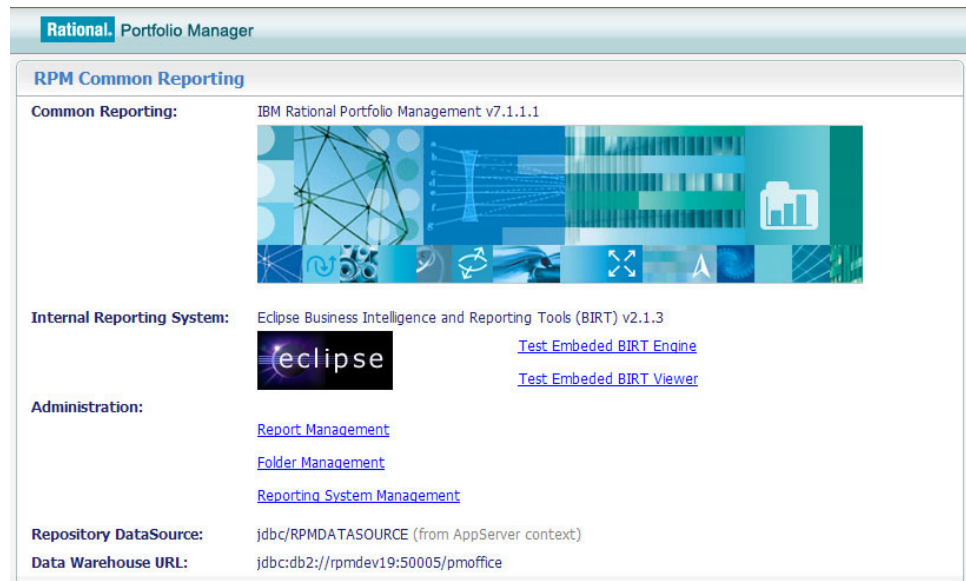 Rational. Portfolio Manager
RPM Common Reporting
Common Reporting: IBM Rational Portfolio Management v7.1.1.1
a
b
c
d
e
f
g
Internal Reporting System: Eclipse Business Intelligence and Reporting Tools (BIRT) v2.1.3
eclipse
Test Embeded BIRT Engine
Test Embeded BIRT Viewer
Administration:
Report Management
Folder Management
Reporting System Management
Repository DataSource: jdbc/RPMDATASOURCE (from AppServer context)
Data Warehouse URL: jdbc:db2://rpmdev19:50005/pmoffice